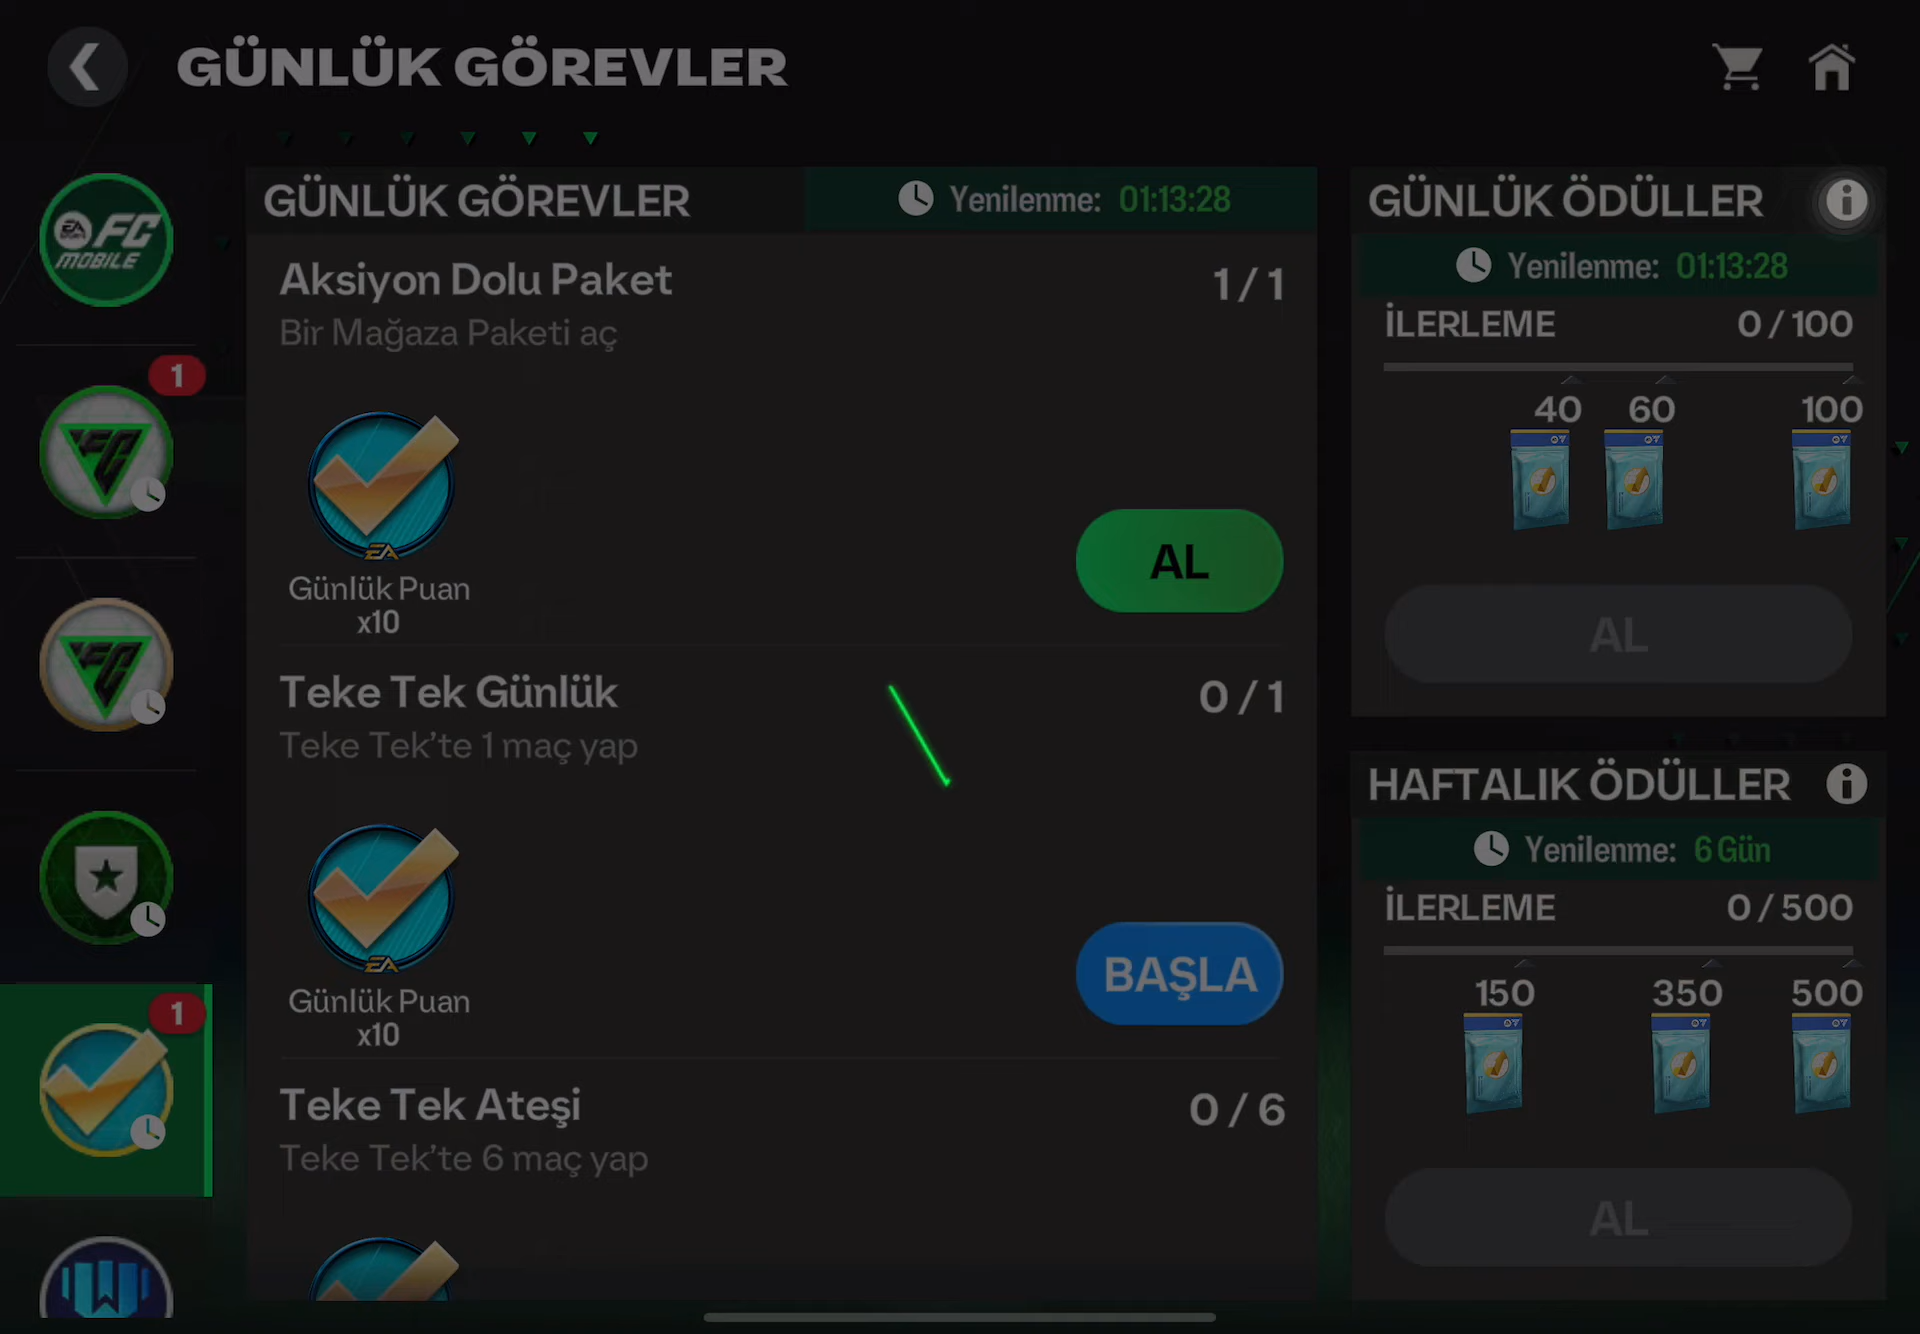 GÜNLÜK GÖREVLER
EA SPORTS FC
MOBILE
1
1
GÜNLÜK GÖREVLER
Yenilenme: 01:13:28
Aksiyon Dolu Paket
1 / 1
Bir Mağaza Paketi aç
EA
Günlük Puan
x10
AL
Teke Tek Günlük
0 / 1
Teke Tek'te 1 maç yap
EA
Günlük Puan
x10
BAŞLA
Teke Tek Ateşi
0 / 6
Teke Tek'te 6 maç yap
GÜNLÜK ÖDÜLLER
Yenilenme: 01:13:28
İLERLEME
0 / 100
40
60
100
AL
HAFTALIK ÖDÜLLER
Yenilenme: 6 Gün
İLERLEME
0 / 500
150
350
500
AL